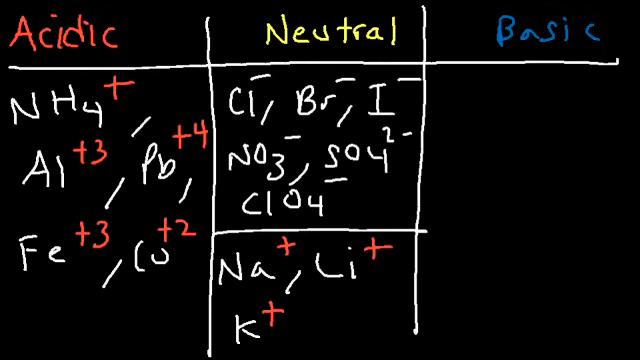 Acidic Neutral Basic
NH4+,
Al+3, Pb+4,
Fe+3, Cu+2
Cl−, Br−, I−
NO3−, SO4 2−
ClO4−
Na+, Li+
K+